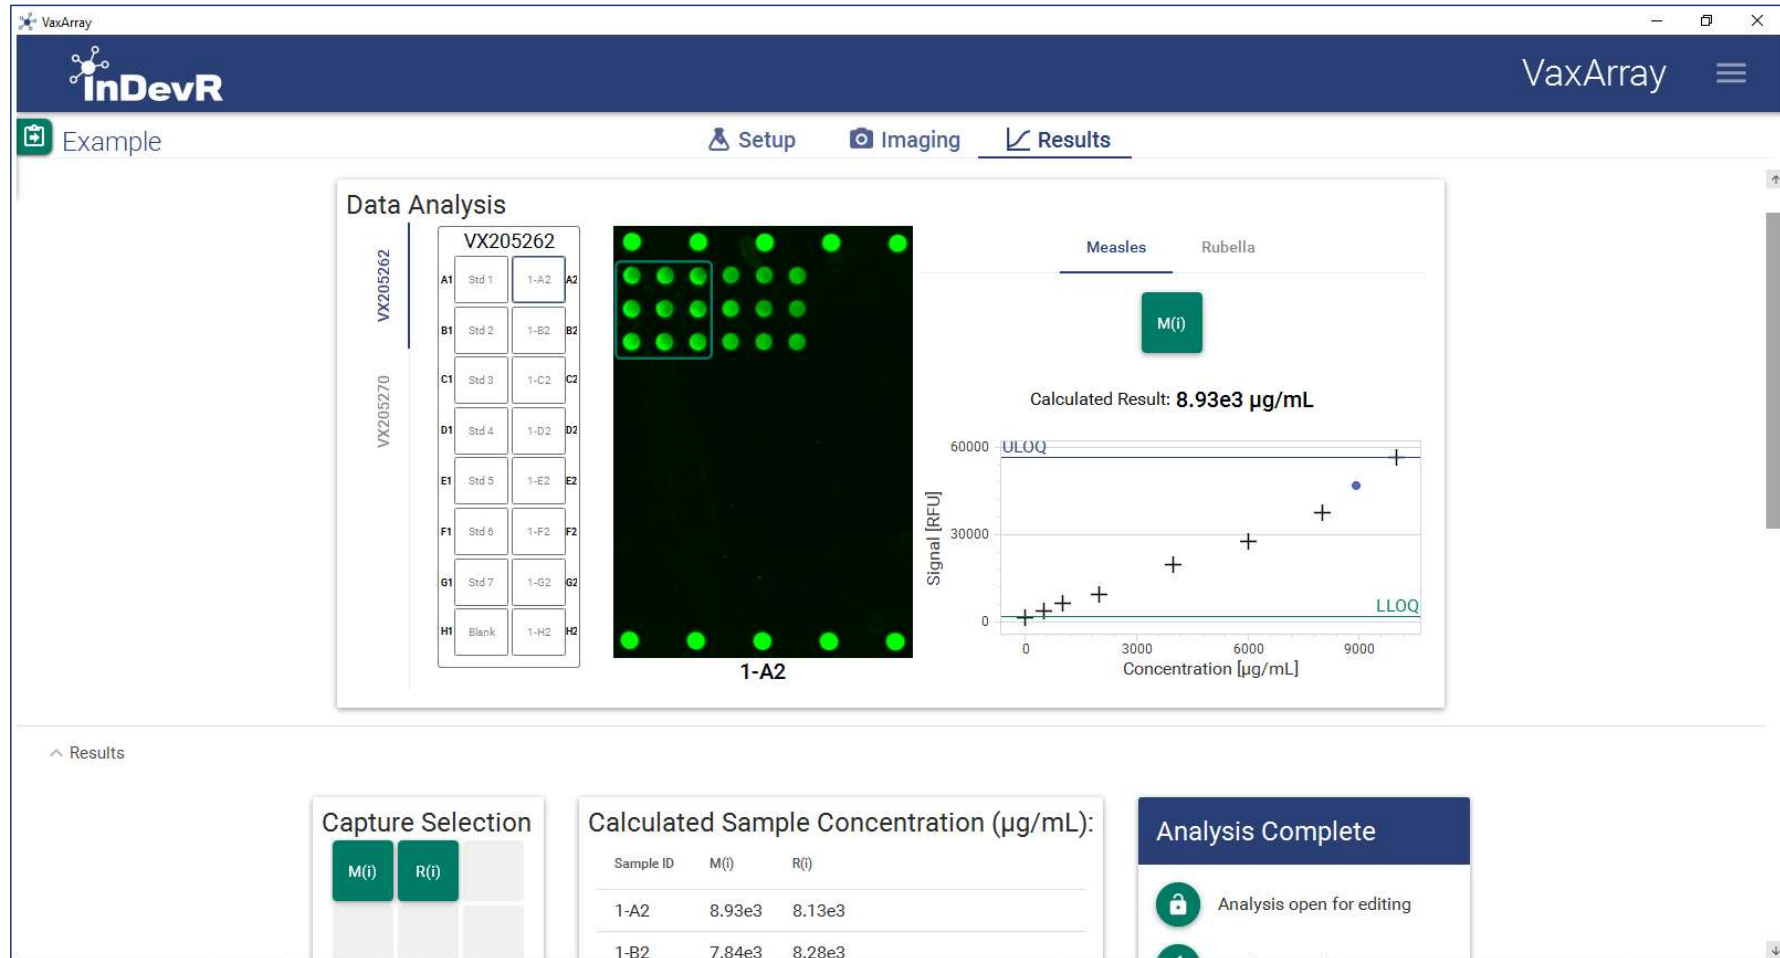 VaxArray
InDevR
VaxArray
Example
Setup
Imaging
Results
Data Analysis
VX205262
VX205270
VX205262
A1 Std 1 1-A2 A2
B1 Std 2 1-B2 B2
C1 Std 3 1-C2 C2
D1 Std 4 1-D2 D2
E1 Std 5 1-E2 E2
F1 Std 6 1-F2 F2
G1 Std 7 1-G2 G2
H1 Blank 1-H2 H2
1-A2
Measles Rubella
M(i)
Calculated Result: 8.93e3 µg/mL
Signal [RFU]
60000
30000
0
ULOQ
LLOQ
0 3000 6000 9000
Concentration [µg/mL]
Results
Capture Selection
M(i) R(i)
Calculated Sample Concentration (µg/mL):
Sample ID M(i) R(i)
1-A2 8.93e3 8.13e3
1-B2 7.84e3 8.28e3
Analysis Complete
Analysis open for editing